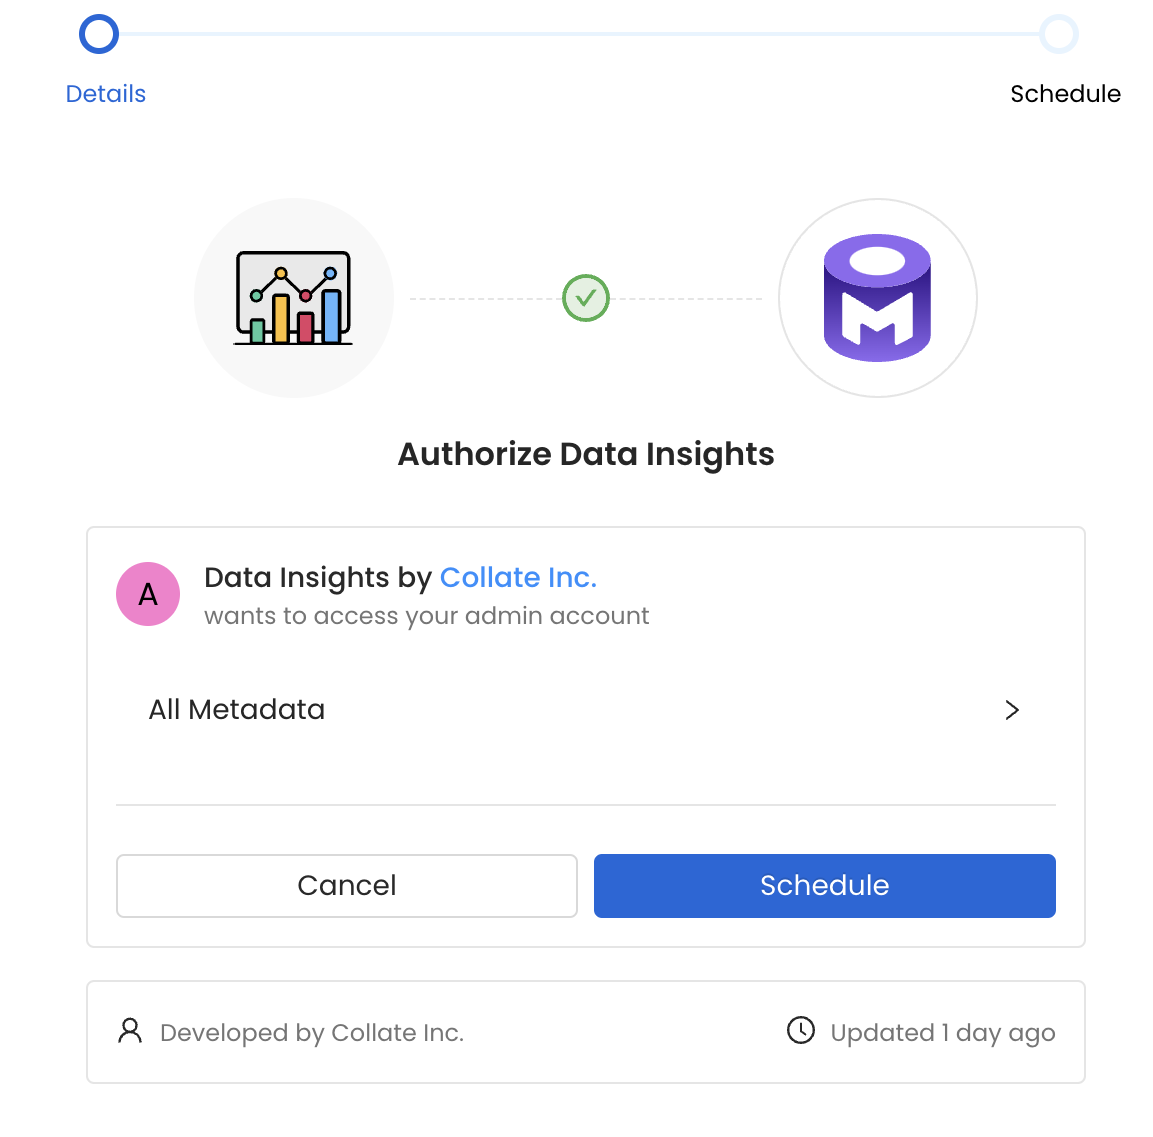 Details
Schedule
Authorize Data Insights
A
Data Insights by Collate Inc.
wants to access your admin account
All Metadata
Cancel
Schedule
Developed by Collate Inc.
Updated 1 day ago